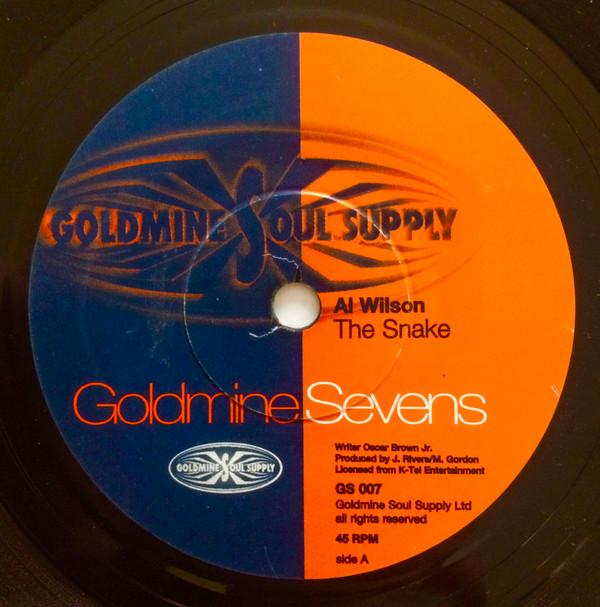 GOLDMINE SOUL SUPPLY
Al Wilson
The Snake
Goldmine Sevens
GOLDMINE SOUL SUPPLY
Writer Oscar Brown Jr.
Produced by J. Rivers/M. Gordon
Licensed from K-Tel Entertainment
GS 007
Goldmine Soul Supply Ltd
all rights reserved
45 RPM
side A